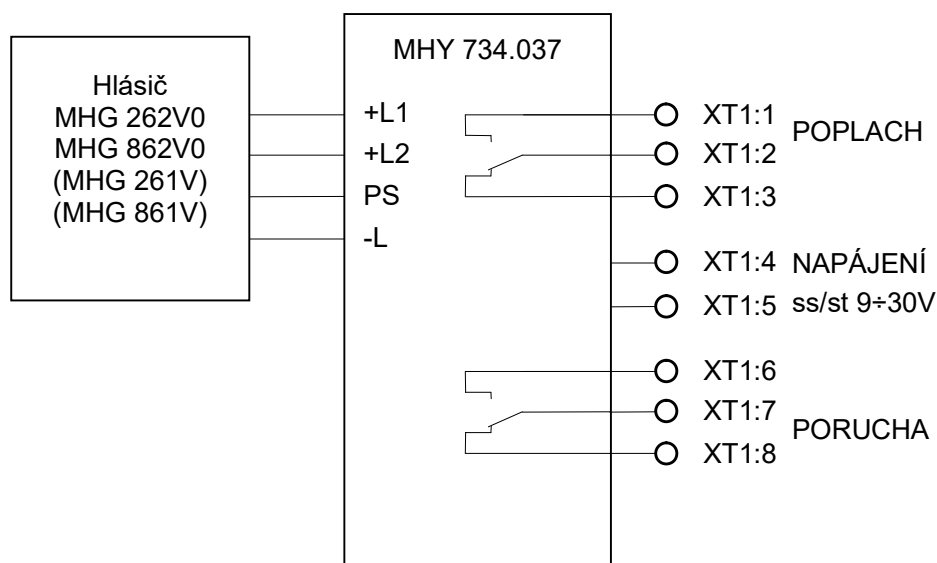 Hlásič
MHG 262V0
MHG 862V0
(MHG 261V)
(MHG 861V)
MHY 734.037
+L1
+L2
PS
-L
XT1:1
XT1:2
XT1:3
POPLACH
XT1:4
XT1:5
NAPÁJENÍ
ss/st 9÷30V
XT1:6
XT1:7
XT1:8
PORUCHA